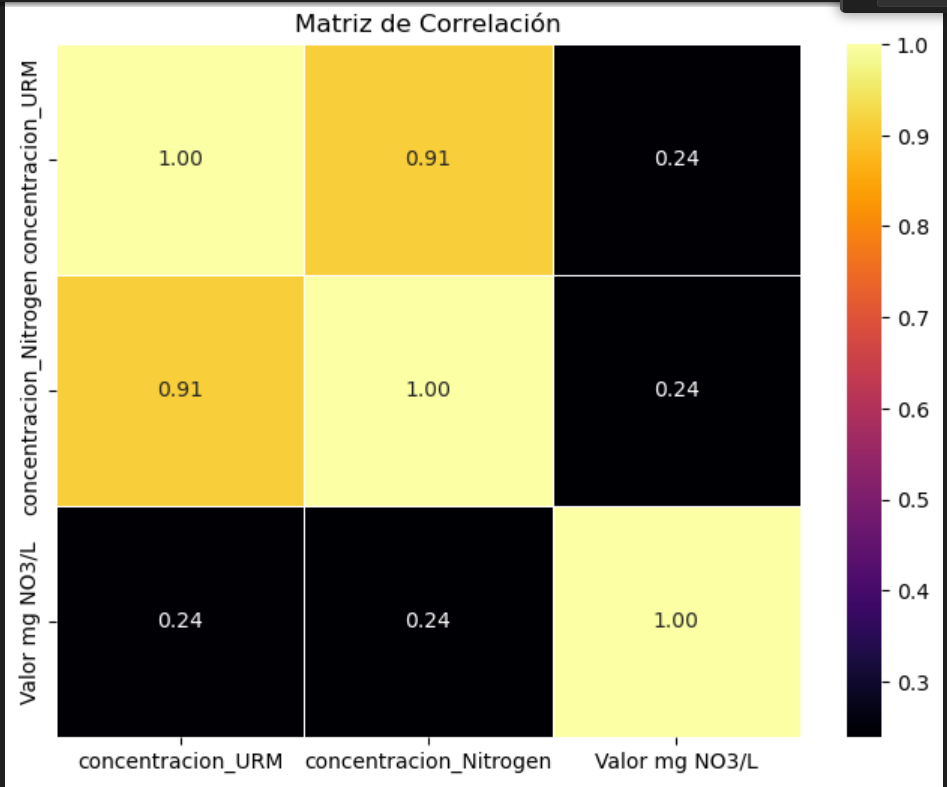 Matriz de Correlación
concentracion_URM
1.00
0.91
0.24
concentracion_Nitrogen
0.91
1.00
0.24
Valor mg NO3/L
0.24
0.24
1.00
concentracion_URM
concentracion_Nitrogen
Valor mg NO3/L
1.0
0.9
0.8
0.7
0.6
0.5
0.4
0.3